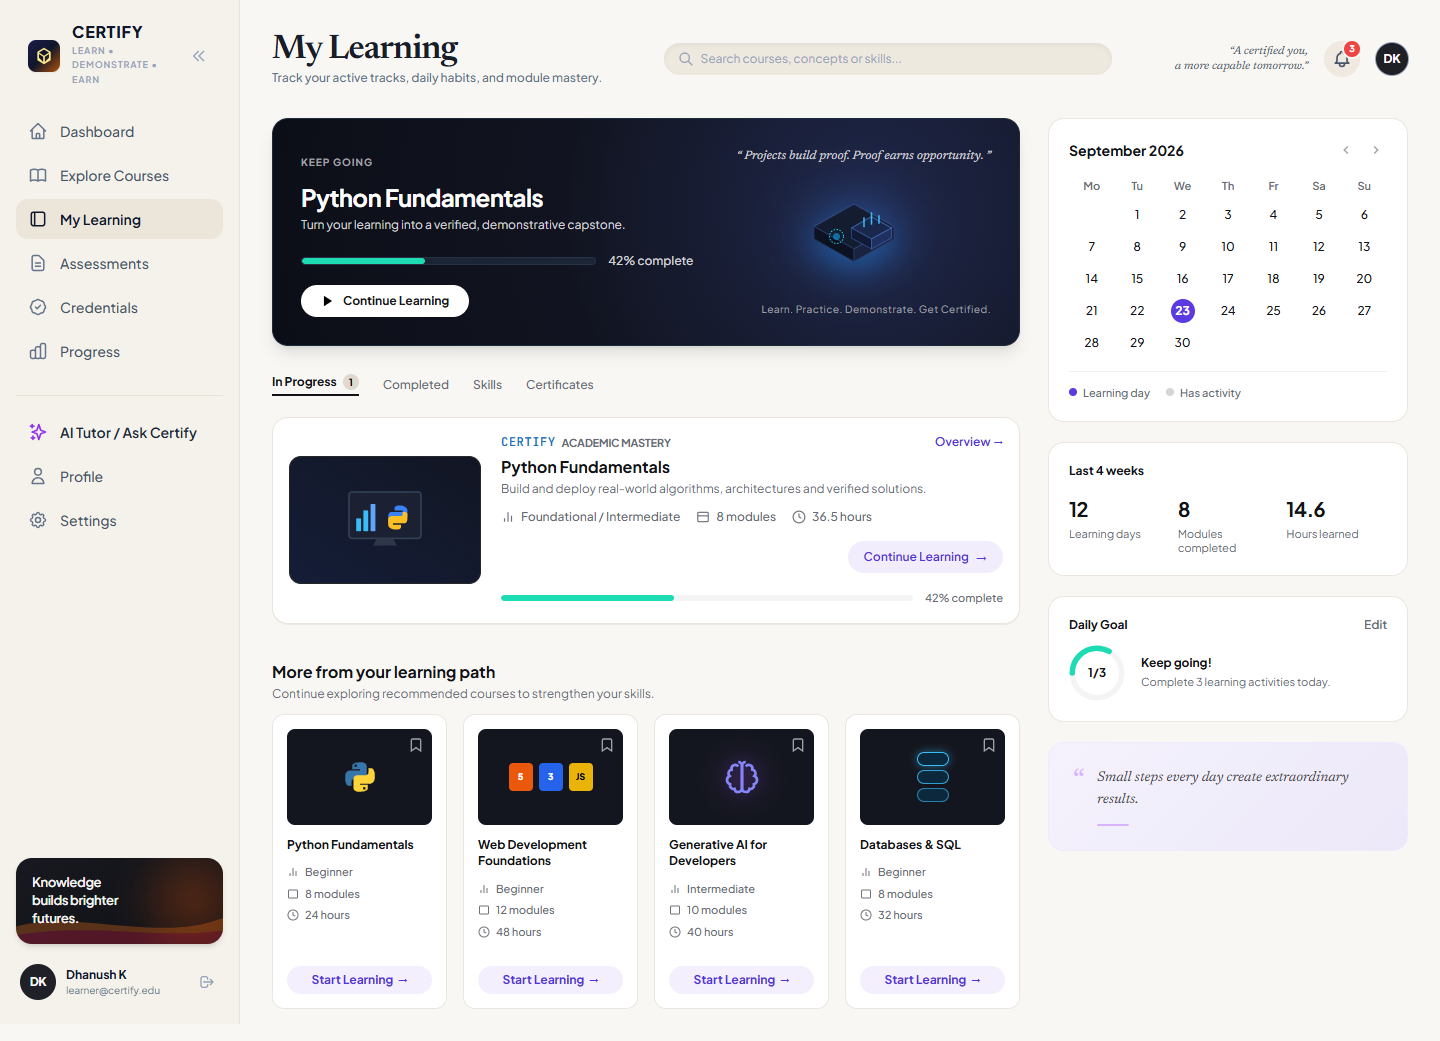 CERTIFY
LEARN •
DEMONSTRATE •
EARN
Dashboard
Explore Courses
My Learning
Assessments
Credentials
Progress
AI Tutor / Ask Certify
Profile
Settings
Knowledge
builds brighter
futures.
DK
Dhanush K
learner@certify.edu
My Learning
Track your active tracks, daily habits, and module mastery.
Search courses, concepts or skills...
“A certified you,
a more capable tomorrow.”
3
DK
KEEP GOING
Python Fundamentals
Turn your learning into a verified, demonstrative capstone.
42% complete
Continue Learning
“ Projects build proof. Proof earns opportunity. ”
Learn. Practice. Demonstrate. Get Certified.
In Progress 1
Completed
Skills
Certificates
CERTIFY ACADEMIC MASTERY
Overview →
Python Fundamentals
Build and deploy real-world algorithms, architectures and verified solutions.
Foundational / Intermediate
8 modules
36.5 hours
Continue Learning →
42% complete
More from your learning path
Continue exploring recommended courses to strengthen your skills.
Python Fundamentals
Beginner
8 modules
24 hours
Start Learning →
5 3 JS
Web Development
Foundations
Beginner
12 modules
48 hours
Start Learning →
Generative AI for
Developers
Intermediate
10 modules
40 hours
Start Learning →
Databases & SQL
Beginner
8 modules
32 hours
Start Learning →
September 2026
Mo Tu We Th Fr Sa Su
1 2 3 4 5 6
7 8 9 10 11 12 13
14 15 16 17 18 19 20
21 22 23 24 25 26 27
28 29 30
Learning day
Has activity
Last 4 weeks
12
Learning days
8
Modules
completed
14.6
Hours learned
Daily Goal
Edit
1/3
Keep going!
Complete 3 learning activities today.
“ Small steps every day create extraordinary
results.